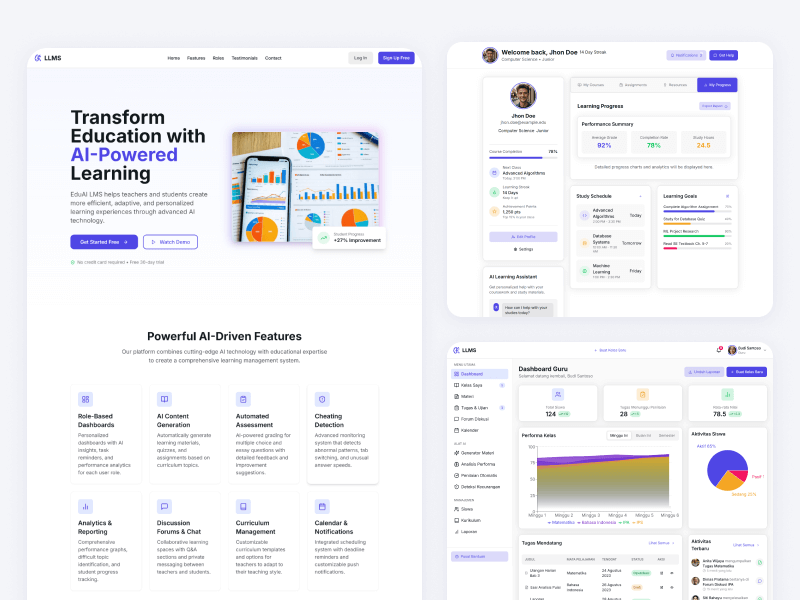 LLMS
Home Features Roles Testimonials Contact
Log In
Sign Up Free
Transform
Education with
AI-Powered
Learning
EduAI LMS helps teachers and students create
more efficient, adaptive, and personalized
learning experiences through advanced AI
technology.
Get Started Free
Watch Demo
No credit card required • Free 30-day trial
Student Progress
+27% Improvement
Powerful AI-Driven Features
Our platform combines cutting-edge AI technology with educational expertise
to create a comprehensive learning management system.
Role-Based
Dashboards
Personalized
dashboards with AI
insights, task
reminders, and
performance analytics
for each user role.
AI Content
Generation
Automatically generate
learning materials,
quizzes, and
assignments based on
curriculum topics.
Automated
Assessment
AI-powered grading for
multiple choice and
essay questions with
detailed feedback and
improvement
suggestions.
Cheating
Detection
Advanced monitoring
system that detects
abnormal patterns, tab
switching, and unusual
answer speeds.
Analytics &
Reporting
Comprehensive
performance graphs,
difficult topic
identification, and
student progress
tracking.
Discussion
Forums & Chat
Collaborative learning
spaces with Q&A
sections and private
messaging between
teachers and students.
Curriculum
Management
Customizable
curriculum templates
and options for
teachers to adapt to
their teaching style.
Calendar &
Notifications
Integrated scheduling
system with deadline
reminders and
customizable push
notifications.
Welcome back, Jhon Doe 14 Day Streak
Computer Science • Junior
Get Help
Jhon Doe
Computer Science Junior
Course Completion 78%
Next Class
Advanced Algorithms
Learning Streak
14 Days
Achievement Points
1,250 pts
Edit Profile
Settings
AI Learning Assistant
Get personalized help with your
coursework and study materials.
How can I help with your
studies today?
My Courses
Assignments
Resources
My Progress
Learning Progress
Performance Summary
Average Grade
92%
Completion Rate
78%
Study Hours
24.5
Detailed progress charts and analytics will be displayed here.
Study Schedule
Advanced
Algorithms
Today
Database
Systems
Tomorrow
Machine
Learning
Friday
Learning Goals
Complete Algorithm Assignment
Study for Database Quiz
ML Project Research
Read SE Textbook Ch. 5-7
LLMS
Buat Kelas Baru
Budi Santoso
Guru
MENU UTAMA
Dashboard
Kelas Saya
Materi
Tugas & Ujian
Forum Diskusi
Kalender
ALAT AI
Generator Materi
Analisis Performa
Penilaian Otomatis
Deteksi Kecurangan
MANAJEMEN
Siswa
Kurikulum
Laporan
Dashboard Guru
Selamat datang kembali, Budi Santoso
Unduh Laporan
Buat Kelas Baru
Total Siswa
124
Tugas Menunggu Penilaian
28
Rata-rata Nilai
78.5
Performa Kelas
Minggu Ini
Bulan Ini
Semester
100
75
50
25
0
Minggu 1 Minggu 2 Minggu 3 Minggu 4 Minggu 5 Minggu 6
Matematika Bahasa Indonesia IPA IPS
Aktivitas Siswa
Aktif 65%
Sedang 25%
Tugas Mendatang
Lihat Semua
JUDUL MATA PELAJARAN TENGGAT STATUS AKSI
Ulangan Harian
Bab 3
Matematika
24 Agustus
2023
Esai Analisis Puisi
Bahasa
Indonesia
26 Agustus
2023
Draft
Laporan
28 Agustus
Aktivitas
Terbaru
Lihat Semua
Anita Wijaya mengumpulkan
Tugas Matematika
Dimas Pratama bertanya di
Forum Diskusi IPA
Siti Rahayu mengumpulkan